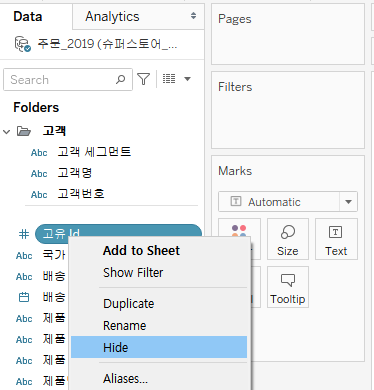 Data
Analytics
Pages
주문_2019 (슈퍼스토어_...
Search
Filters
Folders
고객
Abc 고객 세그먼트
Abc 고객명
Abc 고객번호
Marks
Automatic
Size
Text
Tooltip
# 고유 Id
Abc 국가
Abc 배송
배송
Abc 제품
Abc 제품
Abc 제품
Abc 제품
Add to Sheet
Show Filter
Duplicate
Rename
Hide
Aliases...